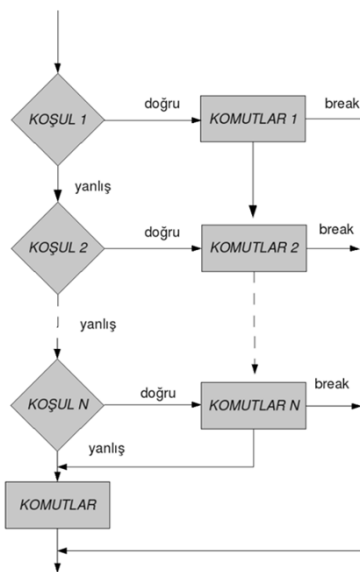 KOŞUL 1
doğru
KOMUTLAR 1
break
yanlış
KOŞUL 2
doğru
KOMUTLAR 2
break
yanlış
KOŞUL N
doğru
KOMUTLAR N
break
yanlış
KOMUTLAR